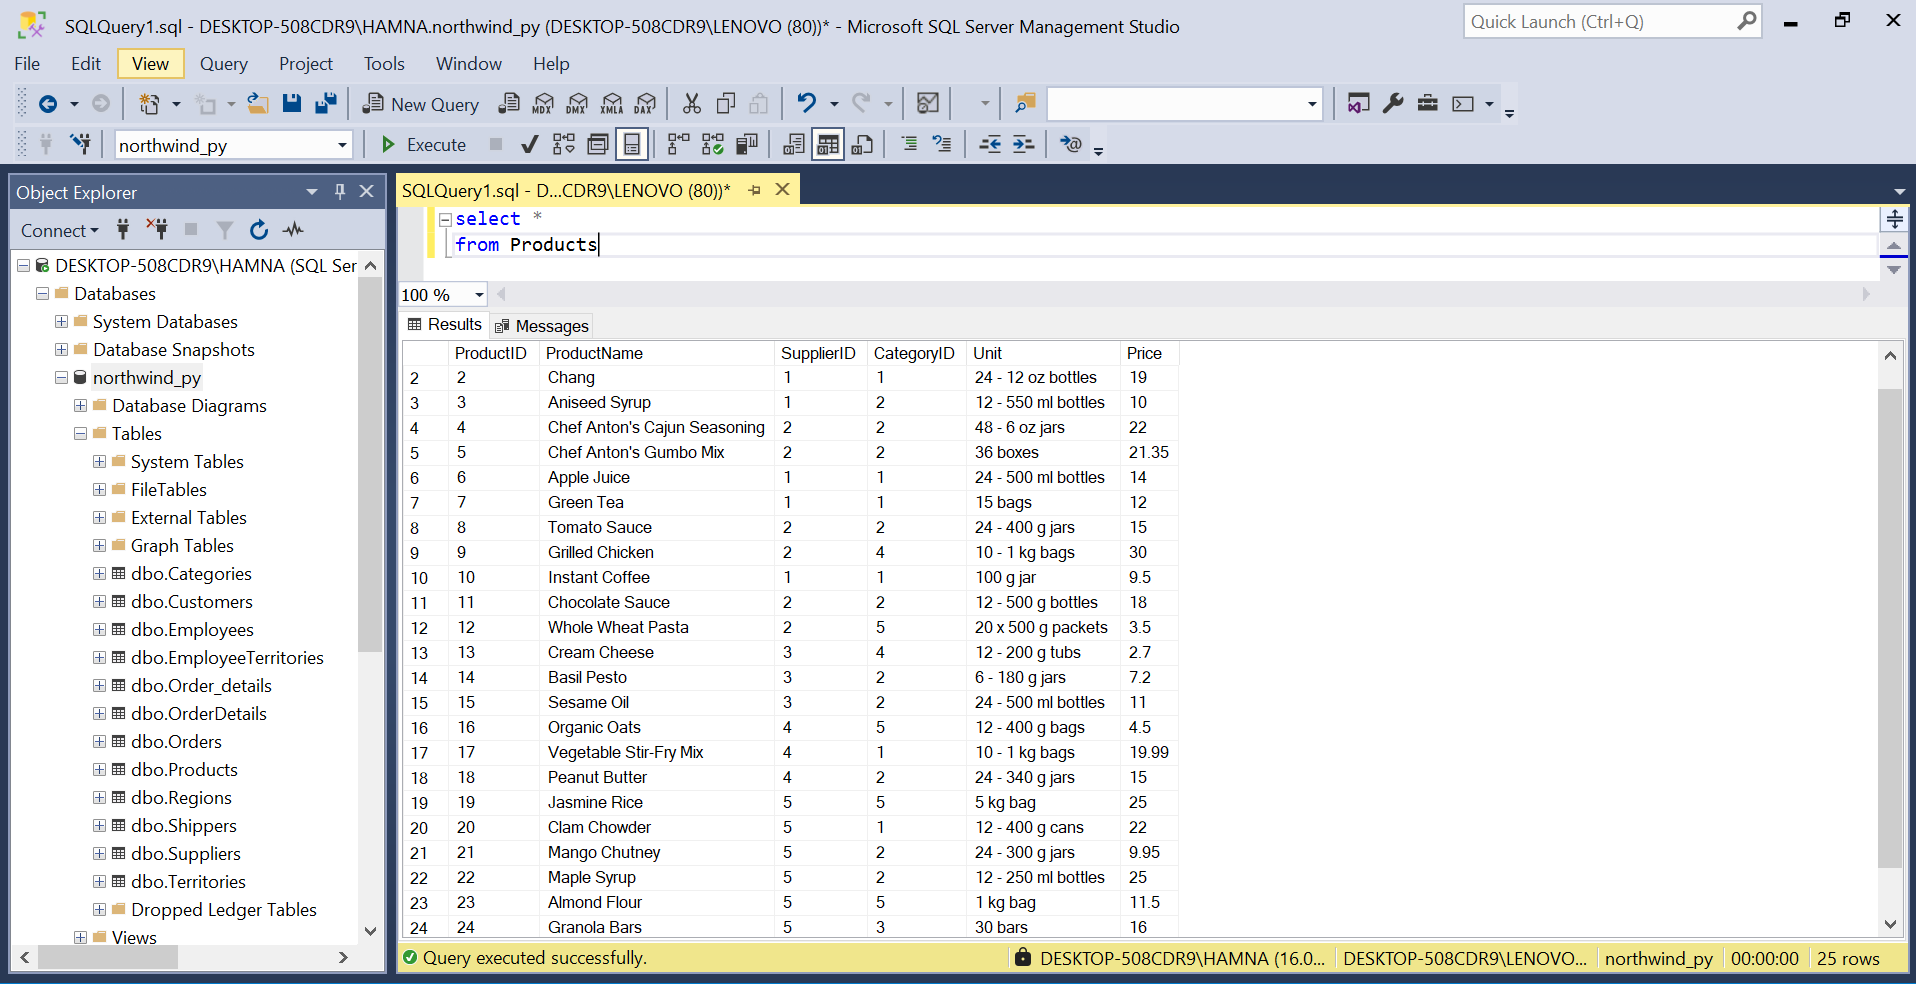 SQLQuery1.sql - DESKTOP-508CDR9\HAMNA.northwind_py (DESKTOP-508CDR9\LENOVO (80))* - Microsoft SQL Server Management Studio
Quick Launch (Ctrl+Q)
File Edit View Query Project Tools Window Help
New Query MDX DMX XMLA DAX
northwind_py Execute
Object Explorer
Connect
DESKTOP-508CDR9\HAMNA (SQL Ser
Databases
System Databases
Database Snapshots
northwind_py
Database Diagrams
Tables
System Tables
FileTables
External Tables
Graph Tables
dbo.Categories
dbo.Customers
dbo.Employees
dbo.EmployeeTerritories
dbo.Order_details
dbo.OrderDetails
dbo.Orders
dbo.Products
dbo.Regions
dbo.Shippers
dbo.Suppliers
dbo.Territories
Dropped Ledger Tables
Views
SQLQuery1.sql - D...CDR9\LENOVO (80))*
select *
from Products
100 %
Results Messages
ProductID ProductName SupplierID CategoryID Unit Price
2 2 Chang 1 1 24 - 12 oz bottles 19
3 3 Aniseed Syrup 1 2 12 - 550 ml bottles 10
4 4 Chef Anton's Cajun Seasoning 2 2 48 - 6 oz jars 22
5 5 Chef Anton's Gumbo Mix 2 2 36 boxes 21.35
6 6 Apple Juice 1 1 24 - 500 ml bottles 14
7 7 Green Tea 1 1 15 bags 12
8 8 Tomato Sauce 2 2 24 - 400 g jars 15
9 9 Grilled Chicken 2 4 10 - 1 kg bags 30
10 10 Instant Coffee 1 1 100 g jar 9.5
11 11 Chocolate Sauce 2 2 12 - 500 g bottles 18
12 12 Whole Wheat Pasta 2 5 20 x 500 g packets 3.5
13 13 Cream Cheese 3 4 12 - 200 g tubs 2.7
14 14 Basil Pesto 3 2 6 - 180 g jars 7.2
15 15 Sesame Oil 3 2 24 - 500 ml bottles 11
16 16 Organic Oats 4 5 12 - 400 g bags 4.5
17 17 Vegetable Stir-Fry Mix 4 1 10 - 1 kg bags 19.99
18 18 Peanut Butter 4 2 24 - 340 g jars 15
19 19 Jasmine Rice 5 5 5 kg bag 25
20 20 Clam Chowder 5 1 12 - 400 g cans 22
21 21 Mango Chutney 5 2 24 - 300 g jars 9.95
22 22 Maple Syrup 5 2 12 - 250 ml bottles 25
23 23 Almond Flour 5 5 1 kg bag 11.5
24 24 Granola Bars 5 3 30 bars 16
Query executed successfully. DESKTOP-508CDR9\HAMNA (16.0... DESKTOP-508CDR9\LENOVO... northwind_py 00:00:00 25 rows